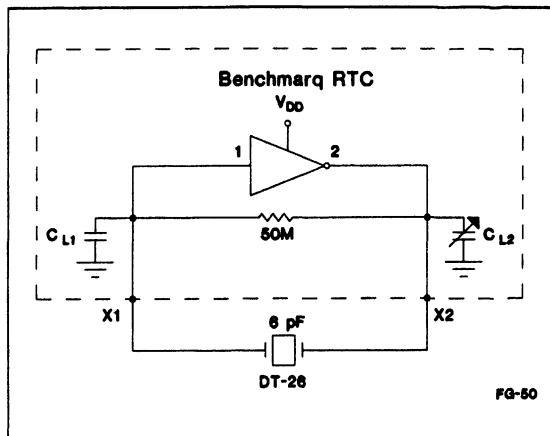 Benchmarq RTC
VDD
1
2
CL1
50M
CL2
X1
X2
6 pF
DT-26
FG-50